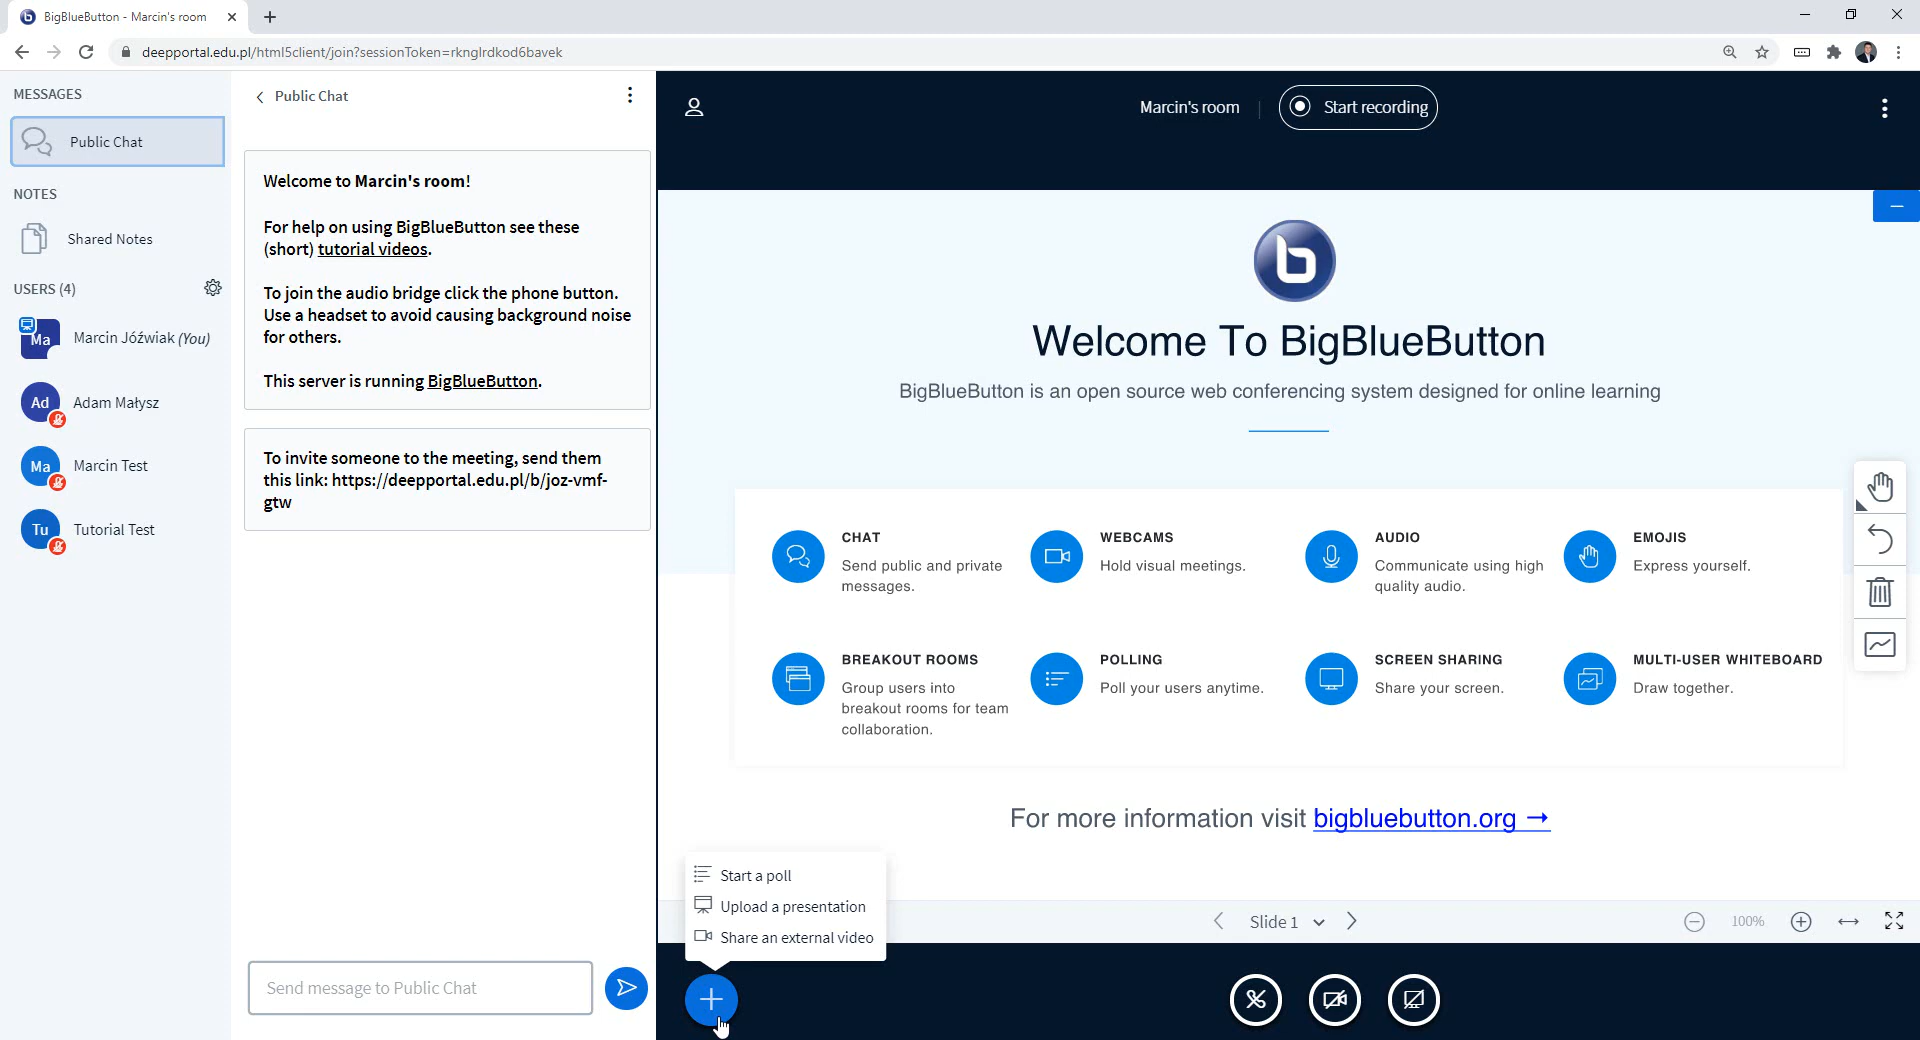 BigBlueButton - Marcin's room
deepportal.edu.pl/html5client/join?sessionToken=rknglrdkod6bavek
MESSAGES
Public Chat
NOTES
Shared Notes
USERS (4)
Ma
Marcin Jóźwiak (You)
Ad
Adam Małysz
Ma
Marcin Test
Tu
Tutorial Test
Public Chat
Welcome to Marcin's room!
For help on using BigBlueButton see these
(short) tutorial videos.
To join the audio bridge click the phone button.
Use a headset to avoid causing background noise
for others.
This server is running BigBlueButton.
To invite someone to the meeting, send them
this link: https://deepportal.edu.pl/b/joz-vmf-
gtw
Send message to Public Chat
Marcin's room
Start recording
b
Welcome To BigBlueButton
BigBlueButton is an open source web conferencing system designed for online learning
CHAT
Send public and private
messages.
WEBCAMS
Hold visual meetings.
AUDIO
Communicate using high
quality audio.
EMOJIS
Express yourself.
BREAKOUT ROOMS
Group users into
breakout rooms for team
collaboration.
POLLING
Poll your users anytime.
SCREEN SHARING
Share your screen.
MULTI-USER WHITEBOARD
Draw together.
For more information visit bigbluebutton.org →
Start a poll
Upload a presentation
Share an external video
Slide 1
100%